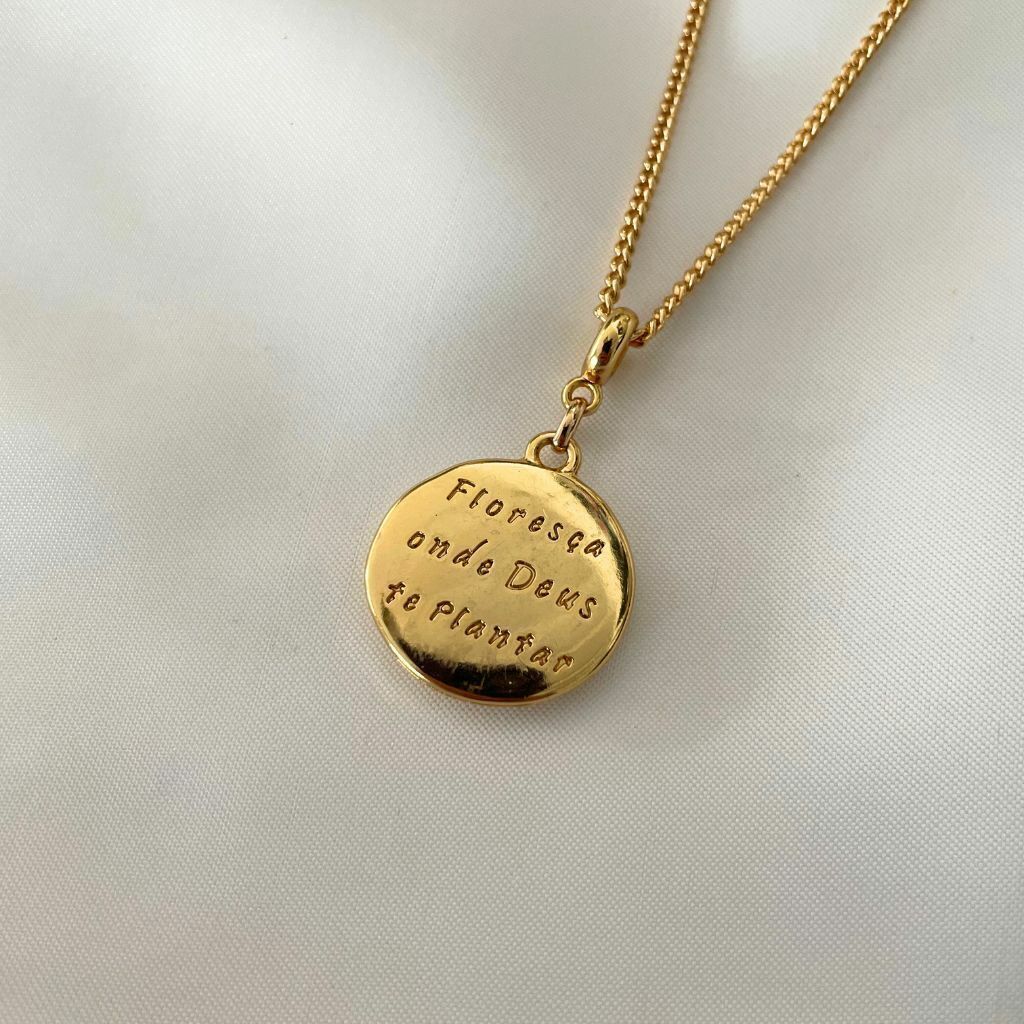 Floresça
onde Deus
te Plantar